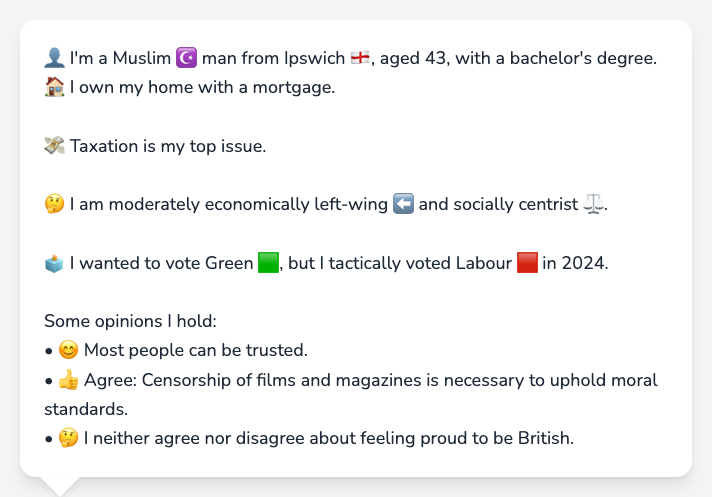 👤 I'm a Muslim ☪️ man from Ipswich 🏴󠁧󠁢󠁥󠁮󠁧󠁿, aged 43, with a bachelor's degree.
🏠 I own my home with a mortgage.
💸 Taxation is my top issue.
🤔 I am moderately economically left-wing ⬅️ and socially centrist ⚖️.
🗳️ I wanted to vote Green 🟩, but I tactically voted Labour 🟥 in 2024.
Some opinions I hold:
• 😊 Most people can be trusted.
• 👍 Agree: Censorship of films and magazines is necessary to uphold moral
standards.
• 🤔 I neither agree nor disagree about feeling proud to be British.